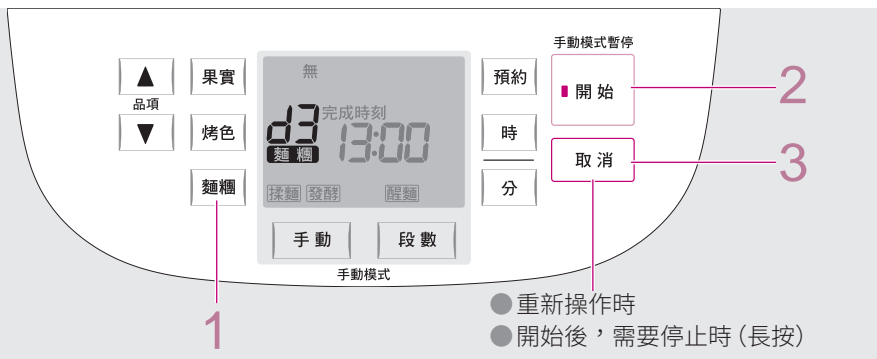 手動模式暫停
▲ 果實 無 預約 開始 2
品項
完成時刻
▼ 烤色 d3 13:00 時 取消 3
麵糰
麵糰 揉麵 發酵 醒麵 分
手動 段數
手動模式
1
●重新操作時
●開始後,需要停止時(長按)